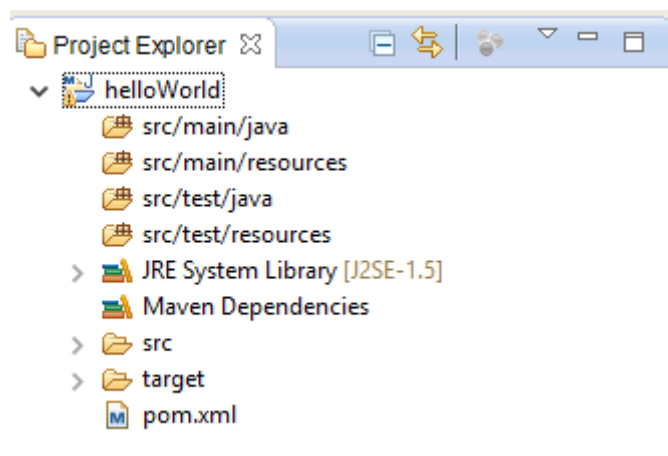 Project Explorer
helloWorld
src/main/java
src/main/resources
src/test/java
src/test/resources
JRE System Library [J2SE-1.5]
Maven Dependencies
src
target
pom.xml